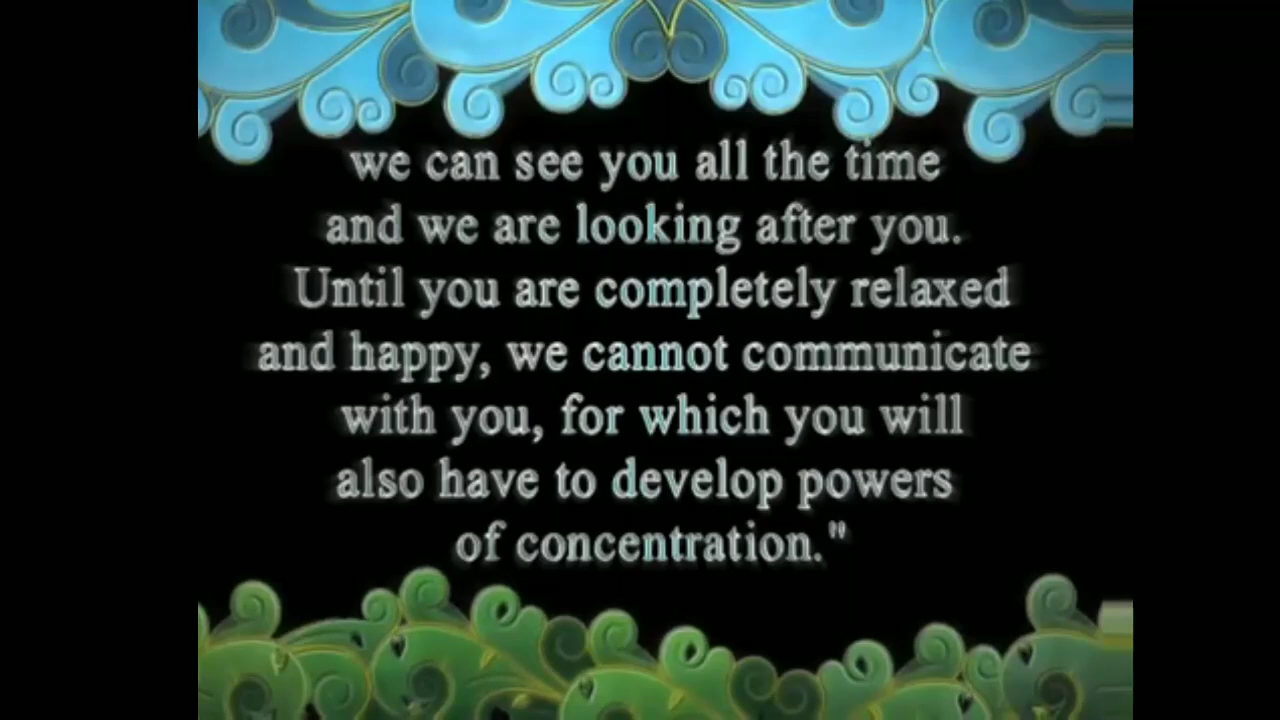 we can see you all the time
and we are looking after you.
Until you are completely relaxed
and happy, we cannot communicate
with you, for which you will
also have to develop powers
of concentration."